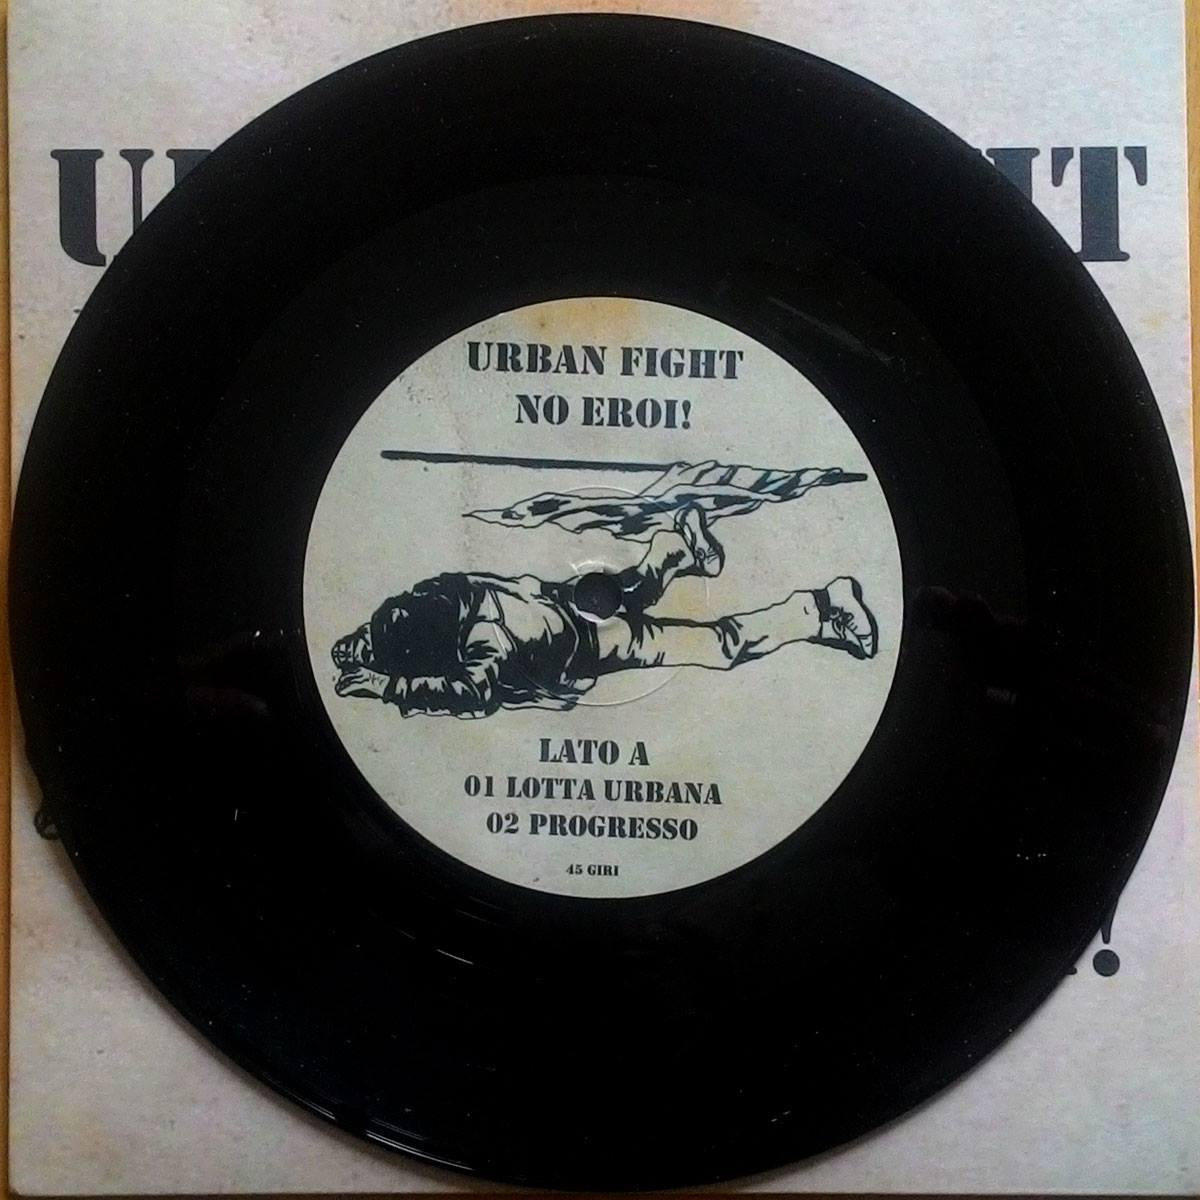 URBAN FIGHT
NO EROI!
LATO A
01 LOTTA URBANA
02 PROGRESSO
45 GIRI